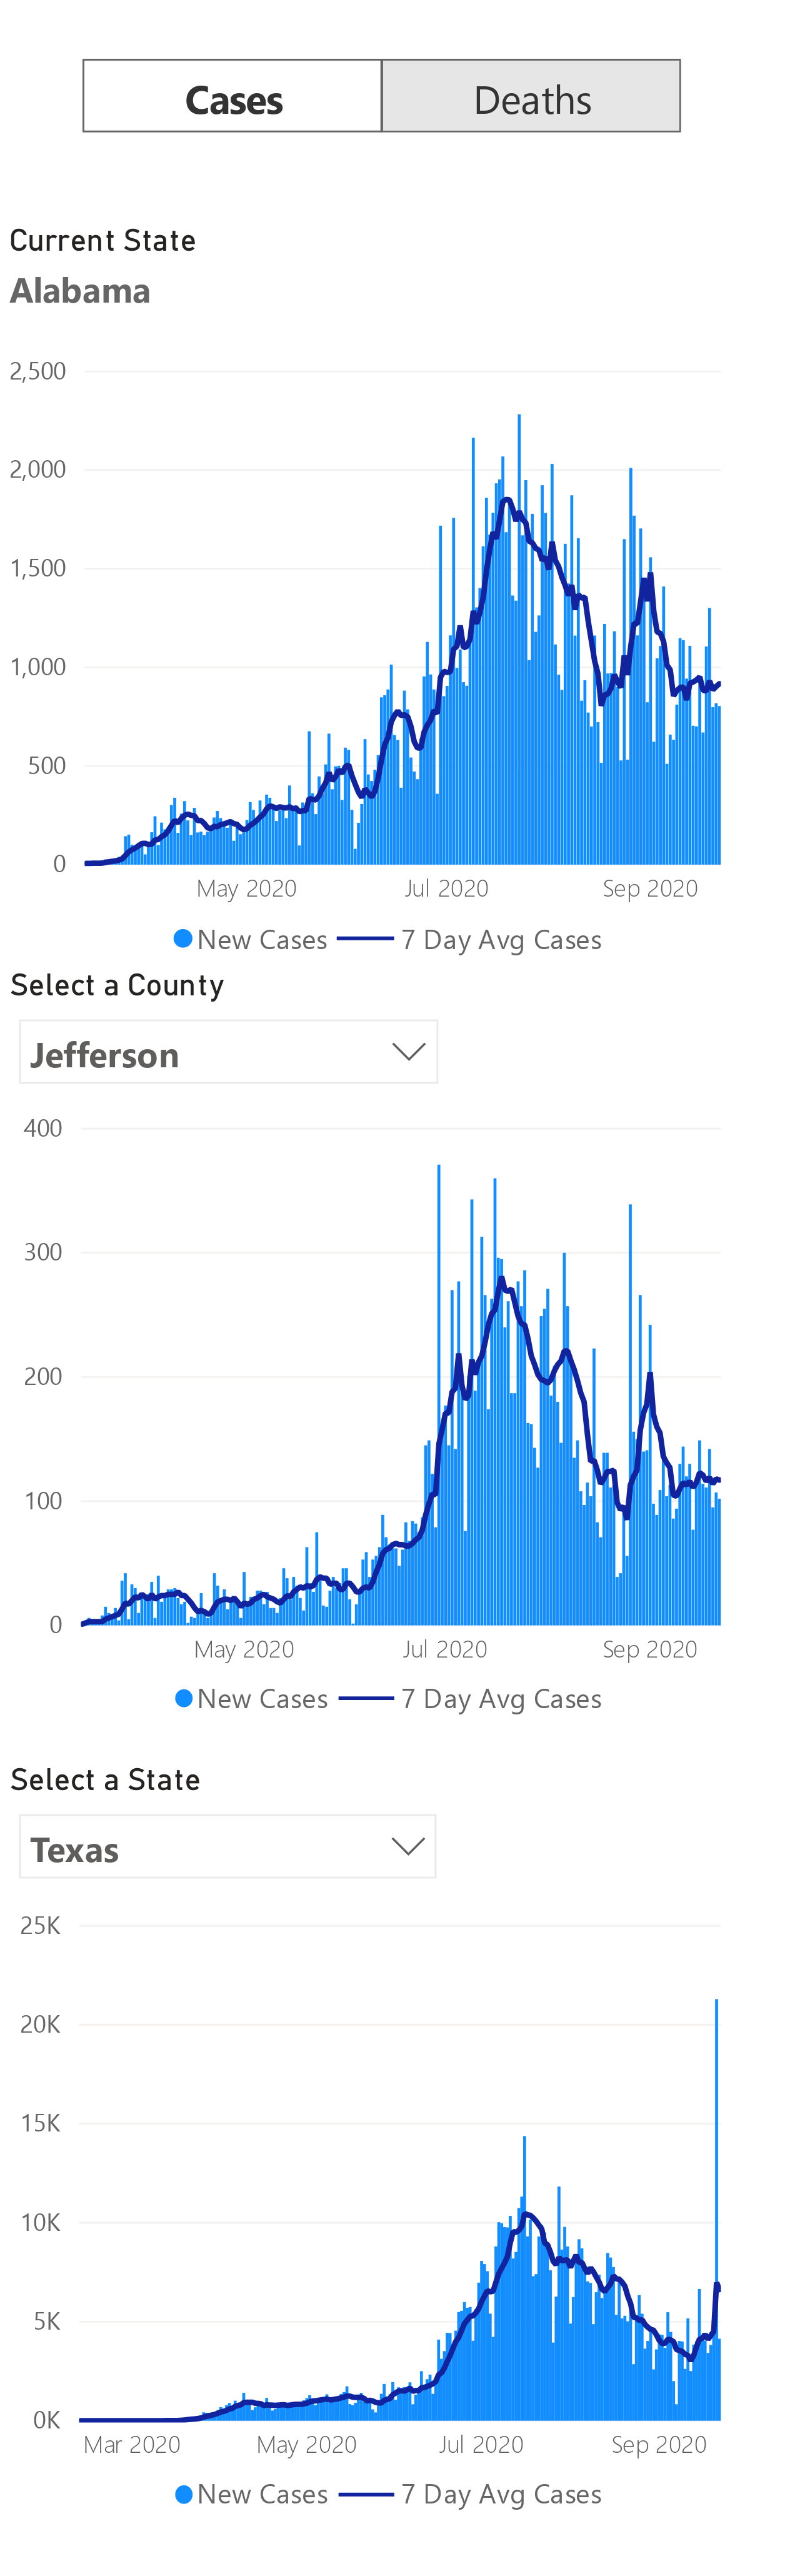 Cases Deaths
Current State
Alabama
2,500
2,000
1,500
1,000
500
0
May 2020 Jul 2020 Sep 2020
New Cases 7 Day Avg Cases
Select a County
Jefferson
400
300
200
100
0
May 2020 Jul 2020 Sep 2020
New Cases 7 Day Avg Cases
Select a State
Texas
25K
20K
15K
10K
5K
0K
Mar 2020 May 2020 Jul 2020 Sep 2020
New Cases 7 Day Avg Cases